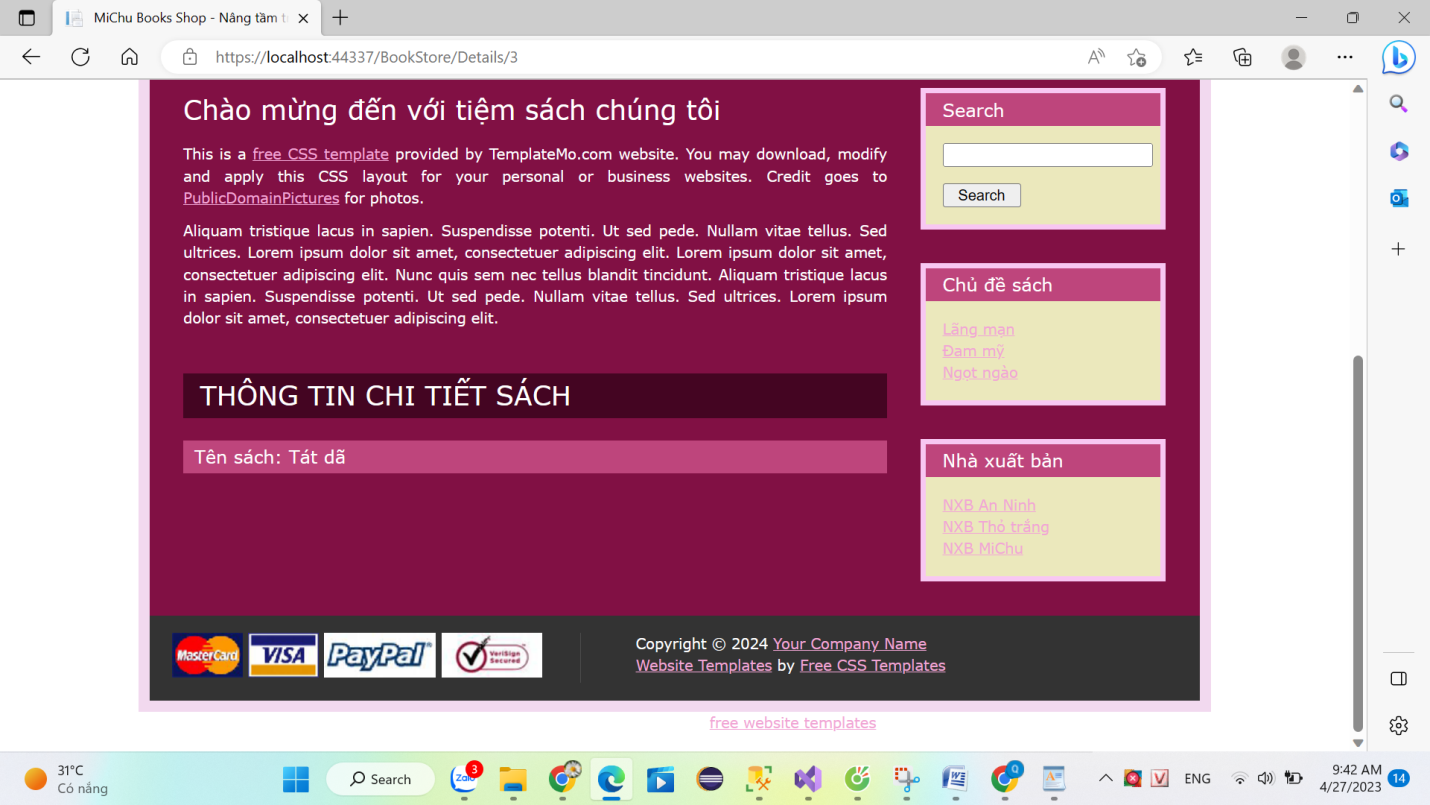 MiChu Books Shop - Nâng tầm t
https://localhost:44337/BookStore/Details/3
Chào mừng đến với tiệm sách chúng tôi
This is a free CSS template provided by TemplateMo.com website. You may download, modify
and apply this CSS layout for your personal or business websites. Credit goes to
PublicDomainPictures for photos.
Aliquam tristique lacus in sapien. Suspendisse potenti. Ut sed pede. Nullam vitae tellus. Sed
ultrices. Lorem ipsum dolor sit amet, consectetuer adipiscing elit. Lorem ipsum dolor sit amet,
consectetuer adipiscing elit. Nunc quis sem nec tellus blandit tincidunt. Aliquam tristique lacus
in sapien. Suspendisse potenti. Ut sed pede. Nullam vitae tellus. Sed ultrices. Lorem ipsum
dolor sit amet, consectetuer adipiscing elit.
THÔNG TIN CHI TIẾT SÁCH
Tên sách: Tát dã
Search
Search
Chủ đề sách
Lãng mạn
Đam mỹ
Ngọt ngào
Nhà xuất bản
NXB An Ninh
NXB Thỏ trắng
NXB MiChu
MasterCard
VISA
PayPal
VeriSign
Secured
Copyright © 2024 Your Company Name
Website Templates by Free CSS Templates
free website templates
31°C
Có nắng
Search
Zalo
3
Q
ENG
9:42 AM
4/27/2023
14